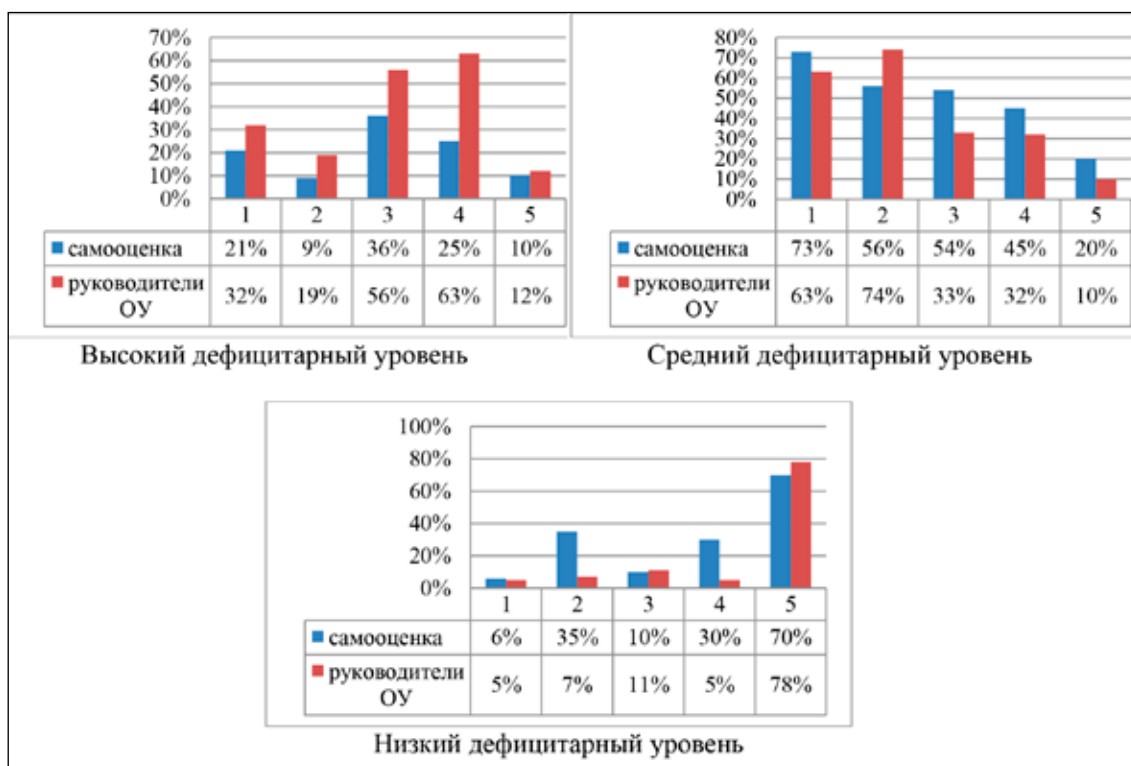 70%
60%
50%
40%
30%
20%
10%
0%
1 2 3 4 5
самооценка 21% 9% 36% 25% 10%
руководители
ОУ 32% 19% 56% 63% 12%
Высокий дефицитарный уровень
80%
70%
60%
50%
40%
30%
20%
10%
0%
1 2 3 4 5
самооценка 73% 56% 54% 45% 20%
руководители
ОУ 63% 74% 33% 32% 10%
Средний дефицитарный уровень
100%
80%
60%
40%
20%
0%
1 2 3 4 5
самооценка 6% 35% 10% 30% 70%
руководители
ОУ 5% 7% 11% 5% 78%
Низкий дефицитарный уровень